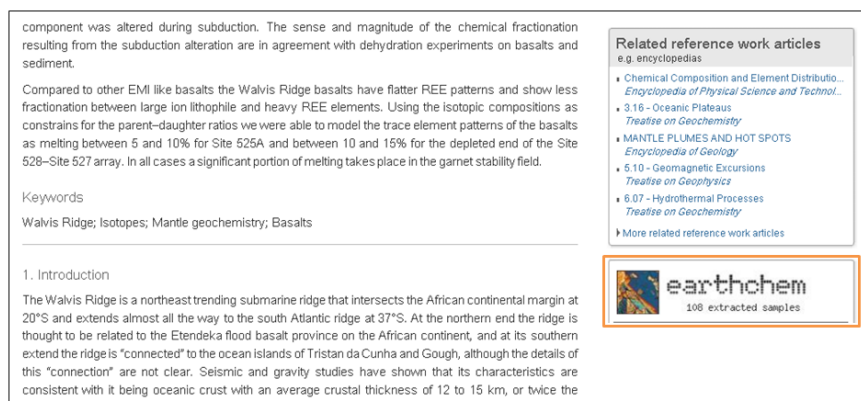 component was altered during subduction. The sense and magnitude of the chemical fractionation
resulting from the subduction alteration are in agreement with dehydration experiments on basalts and
sediment.
Compared to other EMI like basalts the Walvis Ridge basalts have flatter REE patterns and show less
fractionation between large ion lithophile and heavy REE elements. Using the isotopic compositions as
constrains for the parent–daughter ratios we were able to model the trace element patterns of the basalts
as melting between 5 and 10% for Site 525A and between 10 and 15% for the depleted end of the Site
528–Site 527 array. In all cases a significant portion of melting takes place in the garnet stability field.
Keywords
Walvis Ridge; Isotopes; Mantle geochemistry; Basalts
1. Introduction
The Walvis Ridge is a northeast trending submarine ridge that intersects the African continental margin at
20°S and extends almost all the way to the south Atlantic ridge at 37°S. At the northern end the ridge is
thought to be related to the Etendeka flood basalt province on the African continent, and at its southern
extend the ridge is "connected" to the ocean islands of Tristan da Cunha and Gough, although the details of
this "connection" are not clear. Seismic and gravity studies have shown that its characteristics are
consistent with it being oceanic crust with an average crustal thickness of 12 to 15 km, or twice the
Related reference work articles
e.g. encyclopedias
Chemical Composition and Element Distributio...
Encyclopedia of Physical Science and Technol...
3.16 - Oceanic Plateaus
Treatise on Geochemistry
MANTLE PLUMES AND HOT SPOTS
Encyclopedia of Geology
5.10 - Geomagnetic Excursions
Treatise on Geophysics
6.07 - Hydrothermal Processes
Treatise on Geochemistry
More related reference work articles
earthchem
108 extracted samples